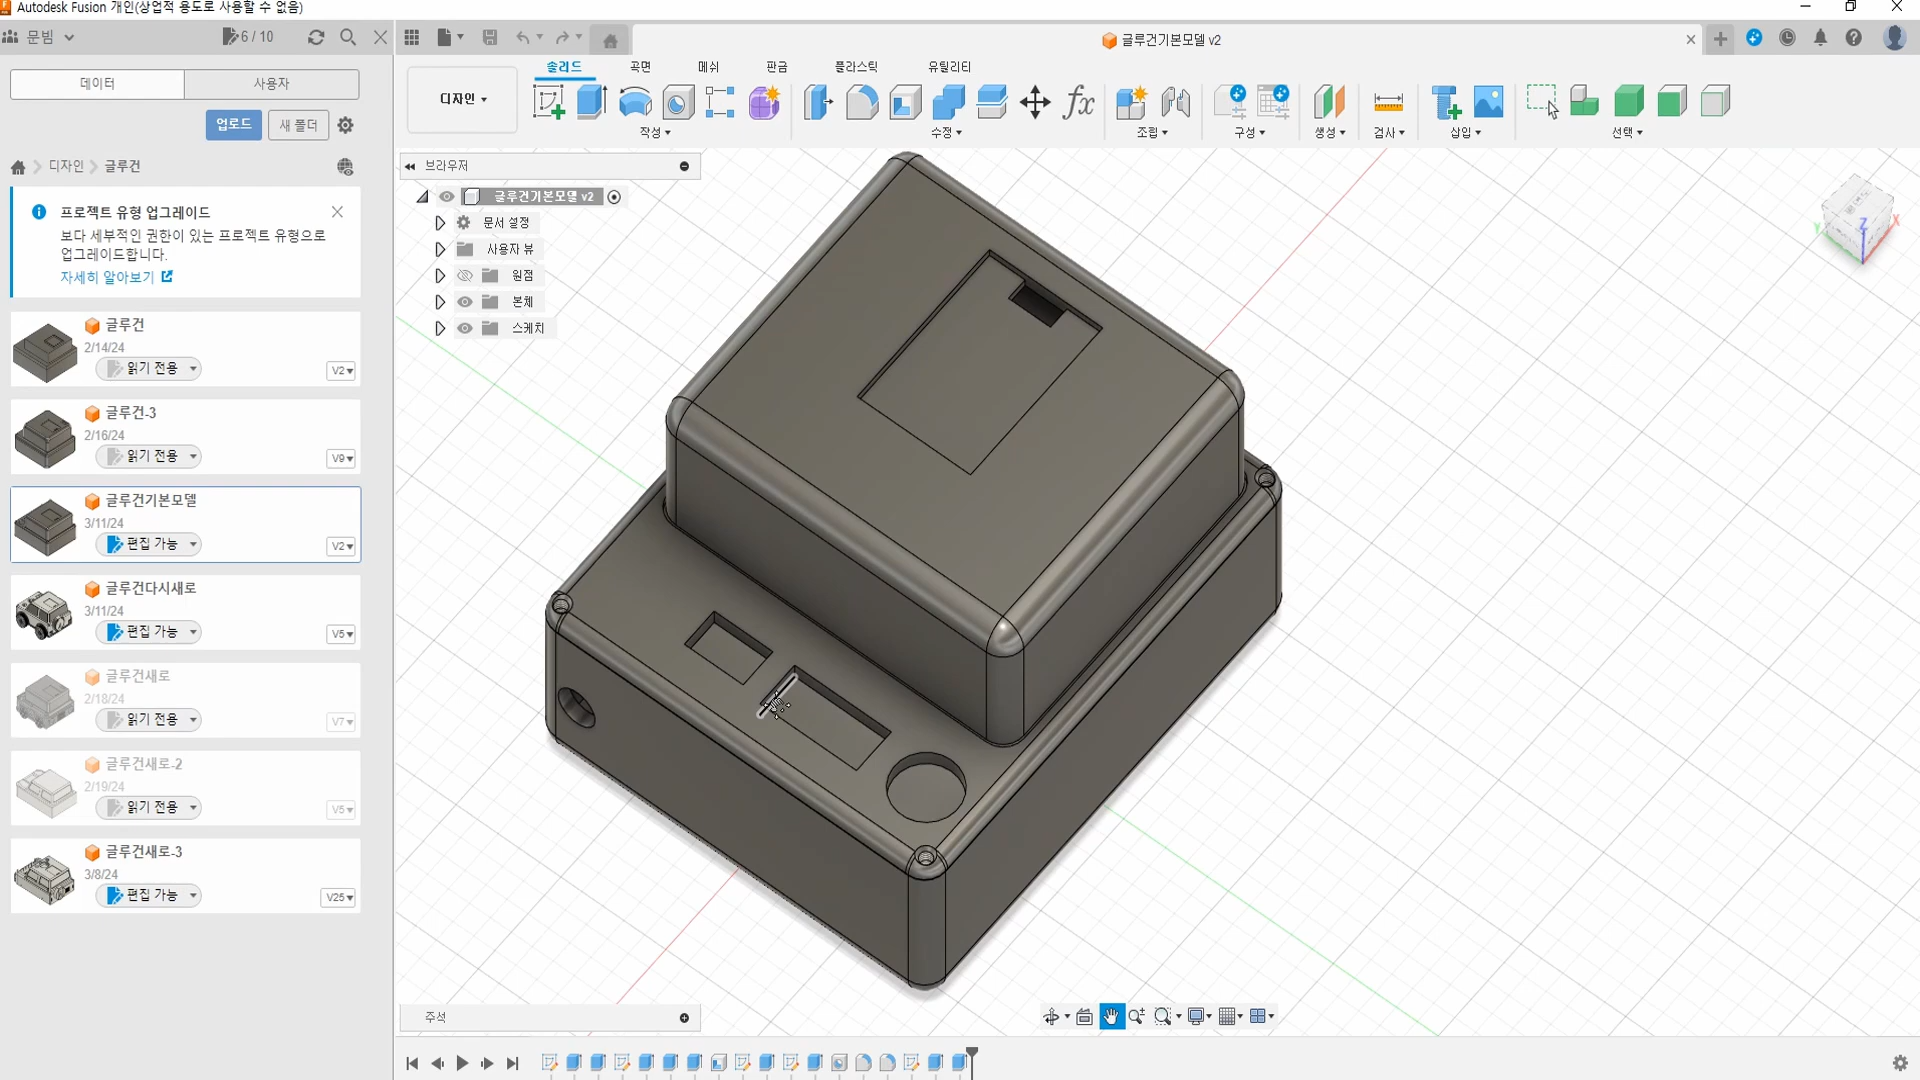 Autodesk Fusion 개인(상업적 용도로 사용할 수 없음)
문빔
6 / 10
글루건기본모델 v2
데이터
사용자
업로드
새 폴더
디자인
글루건
프로젝트 유형 업그레이드
보다 세부적인 권한이 있는 프로젝트 유형으로
업그레이드합니다.
자세히 알아보기
글루건
2/14/24
읽기 전용
V2
글루건-3
2/16/24
읽기 전용
V9
글루건기본모델
3/11/24
편집 가능
V2
글루건다시새로
3/11/24
편집 가능
V5
글루건새로
2/18/24
읽기 전용
V7
글루건새로-2
2/19/24
읽기 전용
V5
글루건새로-3
3/8/24
편집 가능
V25
디자인
솔리드
곡면
메쉬
판금
플라스틱
유틸리티
fx
작성
수정
조립
구성
생성
검사
삽입
선택
브라우저
글루건기본모델 v2
문서 설정
사용자 뷰
원점
본체
스케치
Z
X
Y
주석